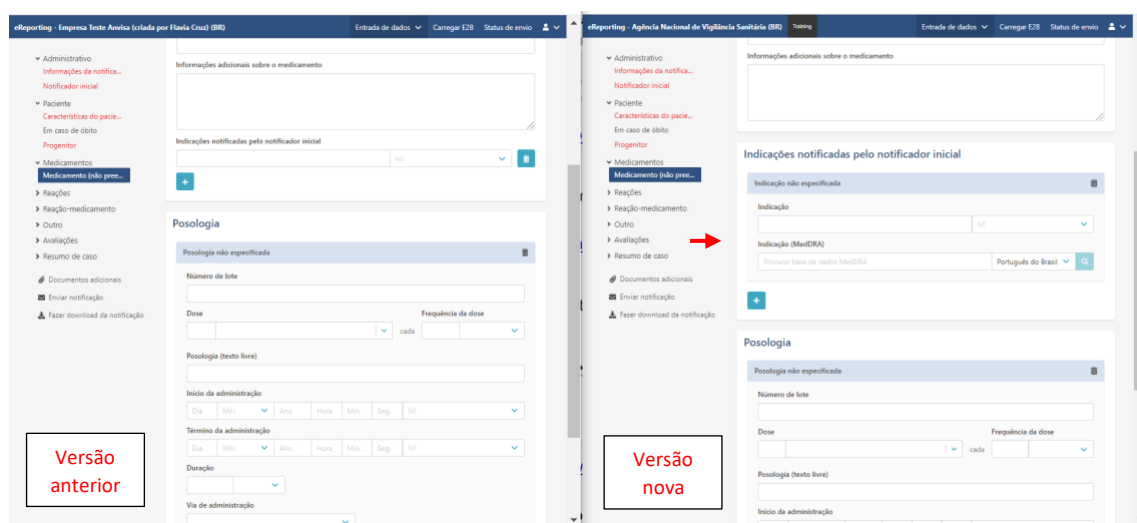 eReporting - Empresa Teste Anvisa (criada por Flavia Cruz) (BR)
Entrada de dados
Carregar E2B
Status de envio
Administrativo
Informações da notifica...
Notificador inicial
Paciente
Características do pacie...
Em caso de óbito
Progenitor
Medicamentos
Medicamento (não pree...
Reações
Reação-medicamento
Outro
Avaliações
Resumo de caso
Documentos adicionais
Enviar notificação
Fazer download da notificação
Informações adicionais sobre o medicamento
Indicações notificadas pelo notificador inicial
NF
+
Posologia
Posologia não especificada
Número de lote
Dose
Frequência da dose
cada
Posologia (texto livre)
Início da administração
Dia Mês Ano Hora Min. Seg. NF
Término da administração
Dia Mês Ano Hora Min. Seg. NF
Duração
Via de administração
Versão
anterior
eReporting - Agência Nacional de Vigilância Sanitária (BR)
Training
Entrada de dados
Carregar E2B
Status de envio
Administrativo
Informações da notifica...
Notificador inicial
Paciente
Características do pacie...
Em caso de óbito
Progenitor
Medicamentos
Medicamento (não pree...
Reações
Reação-medicamento
Outro
Avaliações
Resumo de caso
Documentos adicionais
Enviar notificação
Fazer download da notificação
Informações adicionais sobre o medicamento
Indicações notificadas pelo notificador inicial
Indicação não especificada
Indicação
NF
Indicação (MedDRA)
Procurar base de dados MedDRA
Português do Brasil
+
Posologia
Posologia não especificada
Número de lote
Dose
Frequência da dose
cada
Posologia (texto livre)
Início da administração
Versão
nova